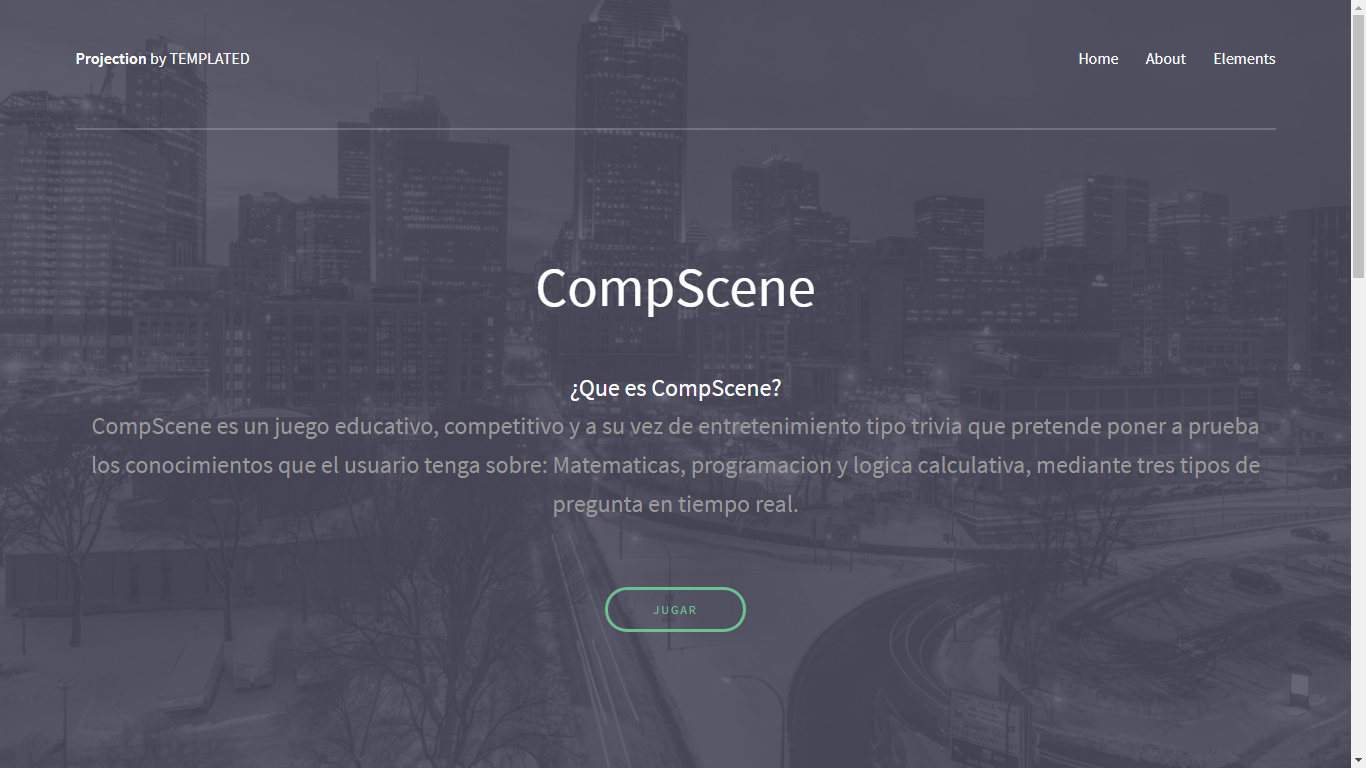 Projection by TEMPLATED
Home About Elements
CompScene
¿Que es CompScene?
CompScene es un juego educativo, competitivo y a su vez de entretenimiento tipo trivia que pretende poner a prueba
los conocimientos que el usuario tenga sobre: Matematicas, programacion y logica calculativa, mediante tres tipos de
pregunta en tiempo real.
JUGAR